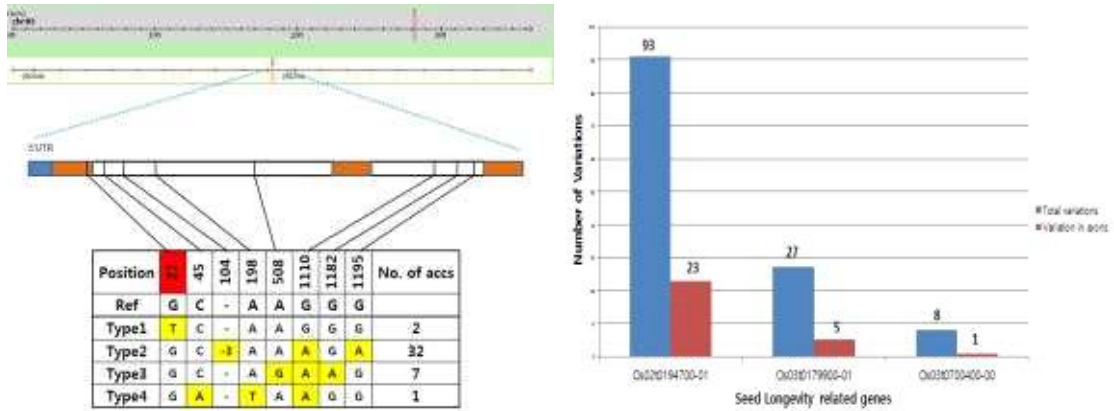 5'UTR
Position 45 104 198 508 1110 1182 1195 No. of accs
Ref G C - A A G G G
Type1 T C - A A G G G 2
Type2 G C -3 A A A G A 32
Type3 G C - A G A A G 7
Type4 G A - T A A G G 1
Number of Variations
93
23
27
5
8
1
Os02t0194700-01 Os03t0179900-01 Os03t0700400-00
Seed Longevity related genes
Total variations
Variation in exons